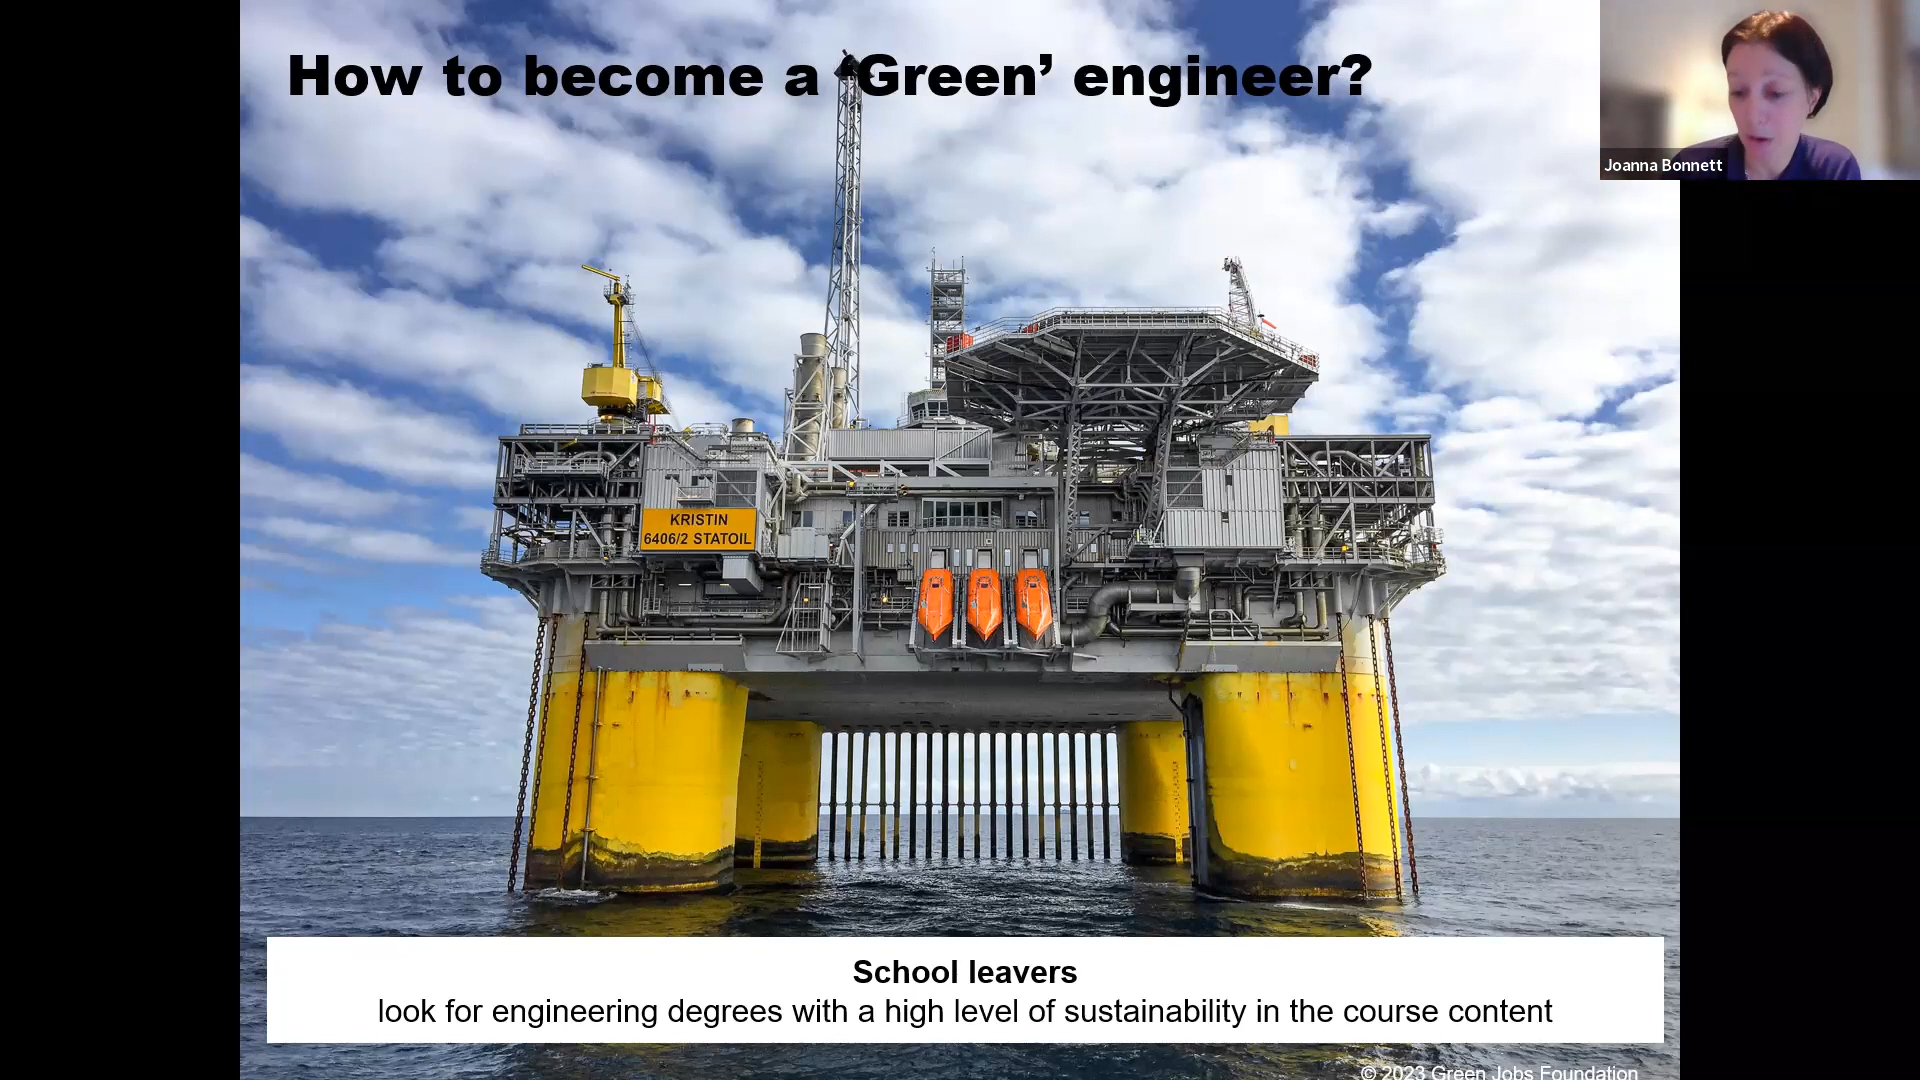 How to become a ‘Green’ engineer?
Joanna Bonnett
KRISTIN
6406/2 STATOIL
School leavers
look for engineering degrees with a high level of sustainability in the course content
© 2023 Green Jobs Foundation